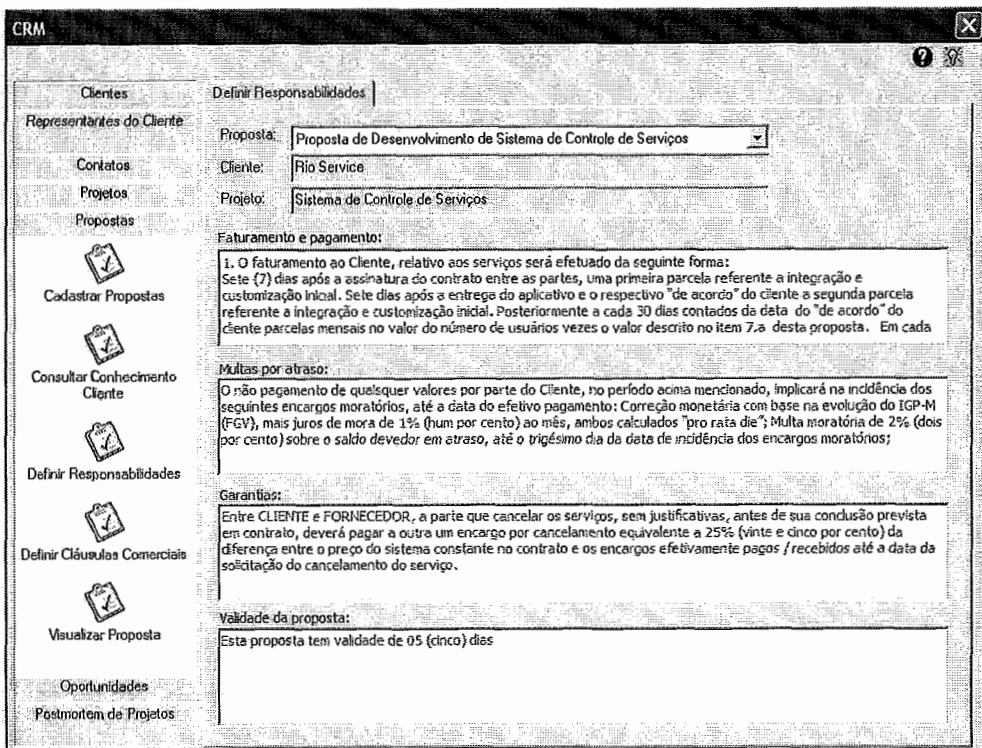 CRM
Clientes
Representantes do Cliente
Contatos
Projetos
Propostas
Cadastrar Propostas
Consultar Conhecimento
Cliente
Definir Responsabilidades
Definir Cláusulas Comerciais
Visualizar Proposta
Oportunidades
Postmortem de Projetos
Definir Responsabilidades
Proposta: Proposta de Desenvolvimento de Sistema de Controle de Serviços
Cliente: Rio Service
Projeto: Sistema de Controle de Serviços
Faturamento e pagamento:
1. O faturamento ao Cliente, relativo aos serviços será efetuado da seguinte forma:
Sete (7) dias após a assinatura do contrato entre as partes, uma primeira parcela referente a integração e
customização inical. Sete dias após a entrega do aplicativo e o respectivo "de acordo" do cliente a segunda parcela
referente a integração e customização inicial. Posteriormente a cada 30 dias contados da data do "de acordo" do
cliente parcelas mensais no valor do número de usuários vezes o valor descrito no item 7.a desta proposta. Em cada
Multas por atraso:
O não pagamento de quaisquer valores por parte do Cliente, no período acima mencionado, implicará na incidência dos
seguintes encargos moratórios, até a data do efetivo pagamento: Correção monetária com base na evolução do IGP-M
(FGV), mais juros de mora de 1% (hum por cento) ao mês, ambos calculados "pro rata die"; Multa moratória de 2% (dois
por cento) sobre o saldo devedor em atraso, até o trigésimo dia da data de incidência dos encargos moratórios;
Garantias:
Entre CLIENTE e FORNECEDOR, a parte que cancelar os serviços, sem justificativas, antes de sua conclusão prevista
em contrato, deverá pagar a outra um encargo por cancelamento equivalente a 25% (vinte e cinco por cento) da
diferença entre o preço do sistema constante no contrato e os encargos efetivamente pagos / recebidos até a data da
solicitação do cancelamento do serviço.
Validade da proposta:
Esta proposta tem validade de 05 (cinco) dias